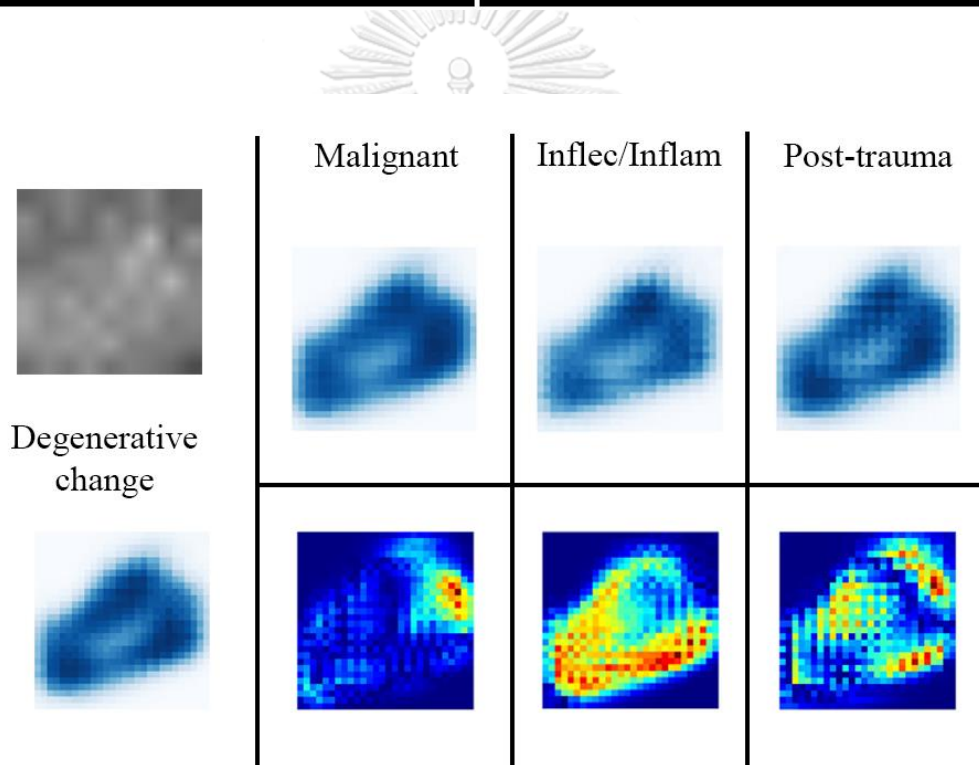 Malignant
Inflec/Inflam
Post-trauma
Degenerative
change